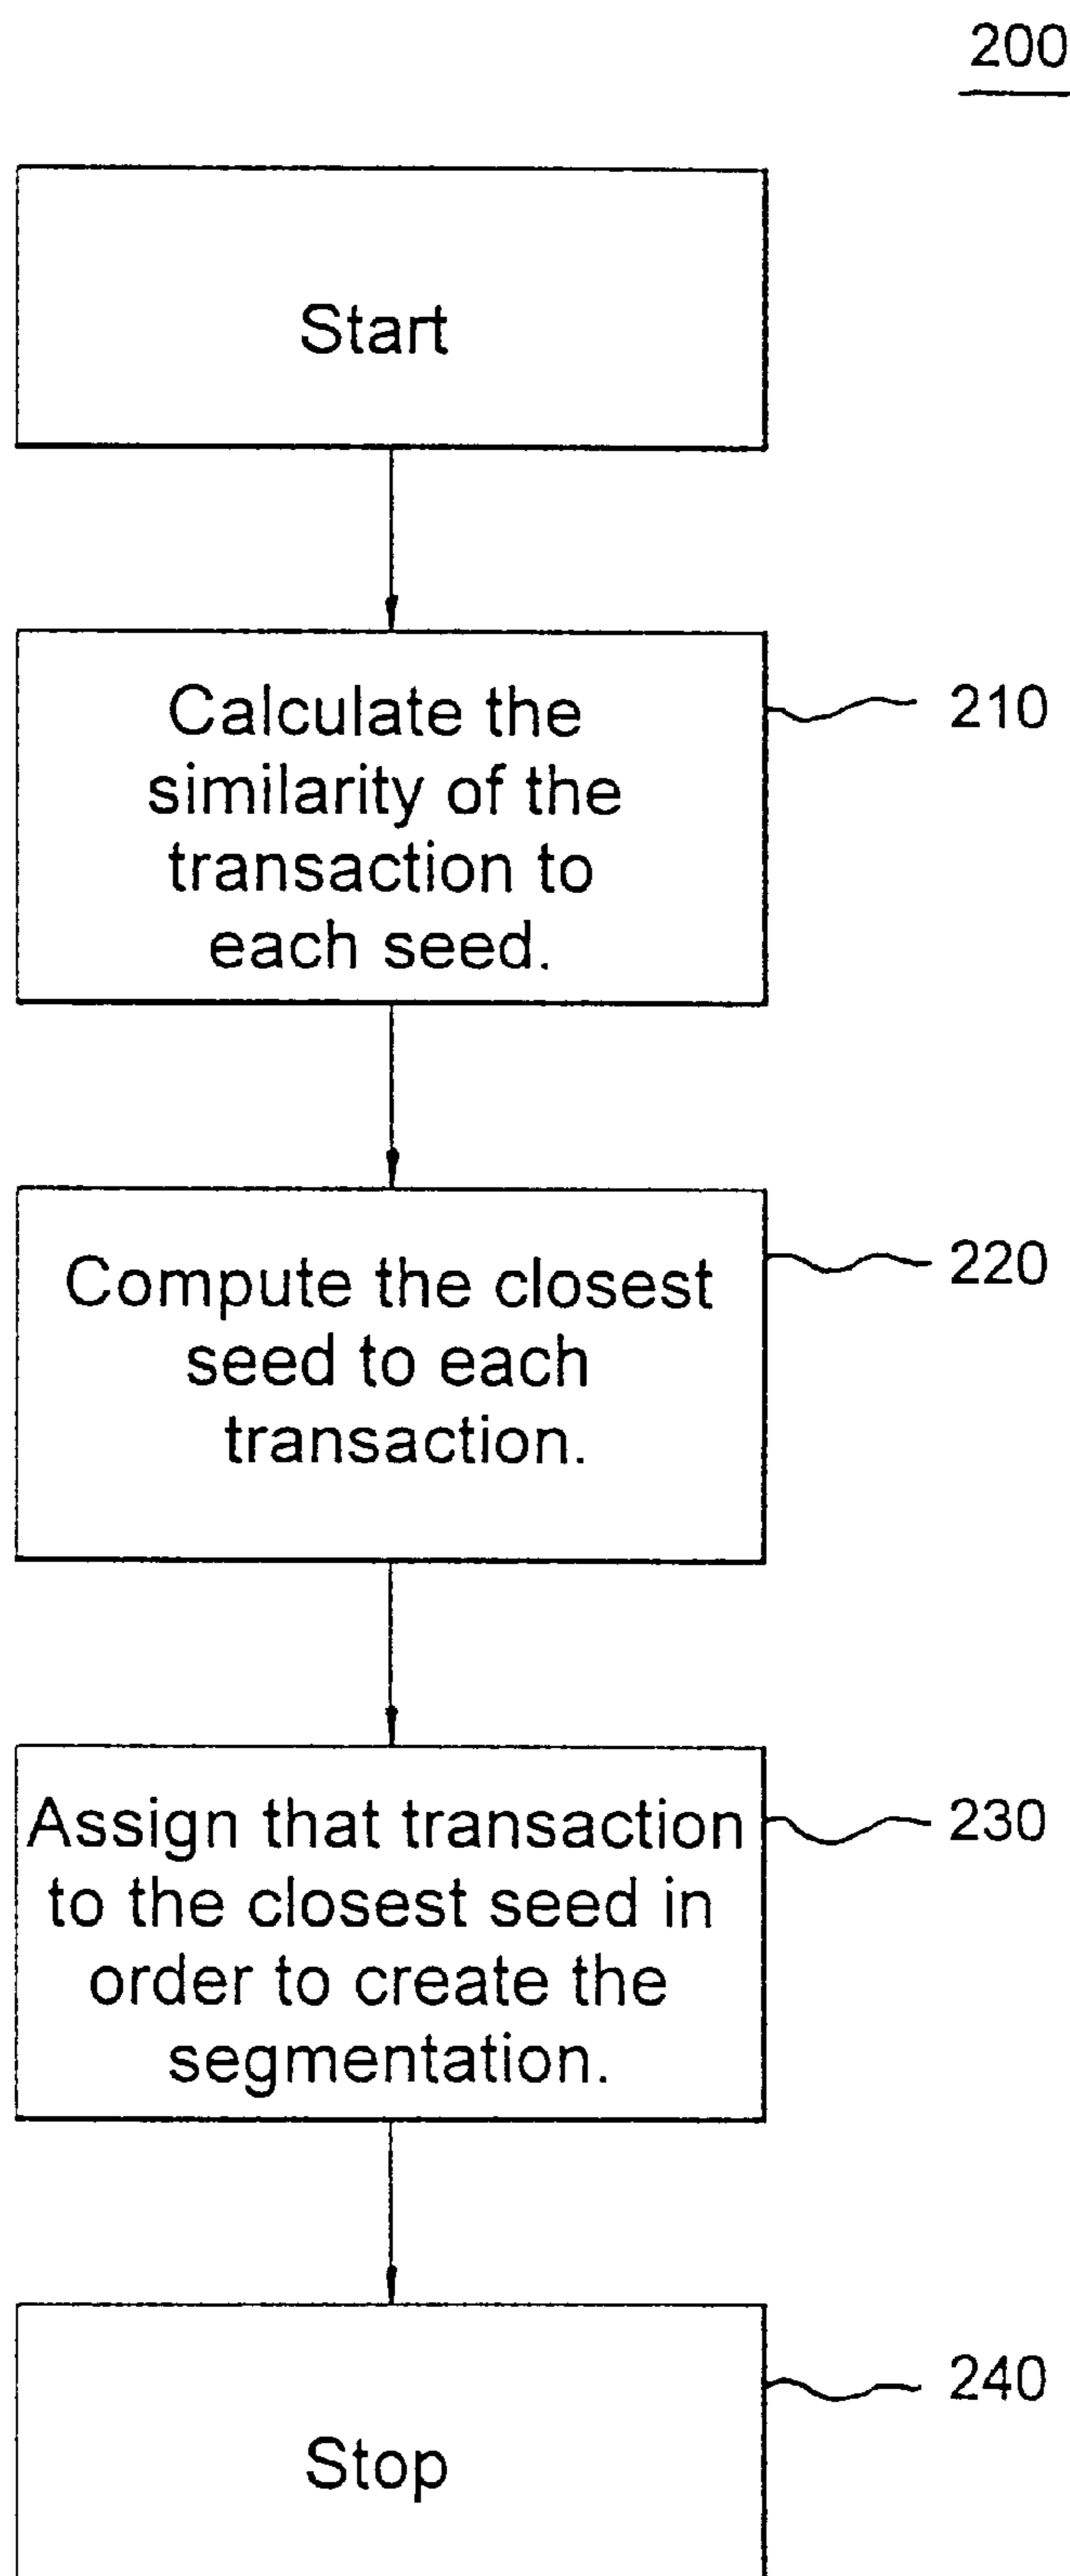 200
Start
Calculate the
similarity of the
transaction to
each seed.
210
Compute the closest
seed to each
transaction.
220
Assign that transaction
to the closest seed in
order to create the
segmentation.
230
Stop
240